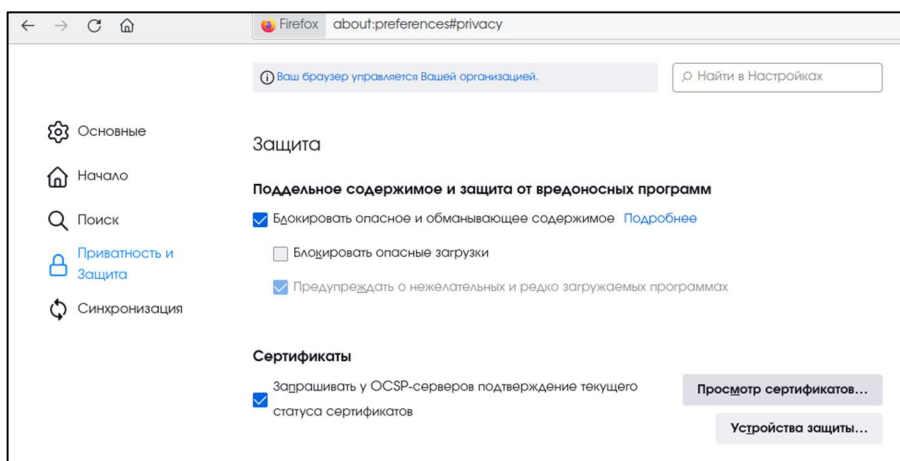 Firefox about:preferences#privacy
Ваш браузер управляется Вашей организацией.
Найти в Настройках
Основные
Начало
Поиск
Приватность и
Защита
Синхронизация
Защита
Поддельное содержимое и защита от вредоносных программ
Блокировать опасное и обманывающее содержимое Подробнее
Блокировать опасные загрузки
Предупреждать о нежелательных и редко загружаемых программах
Сертификаты
Запрашивать у OCSP-серверов подтверждение текущего
статуса сертификатов
Просмотр сертификатов...
Устройства защиты...